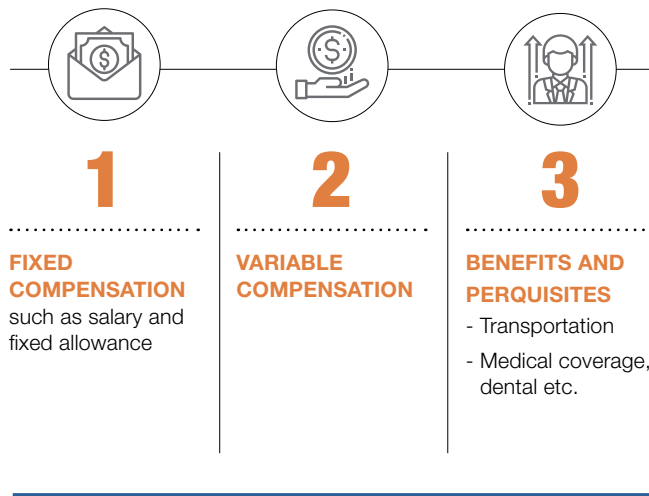 1
FIXED
COMPENSATION
such as salary and
fixed allowance
2
VARIABLE
COMPENSATION
3
BENEFITS AND
PERQUISITES
- Transportation
- Medical coverage,
dental etc.